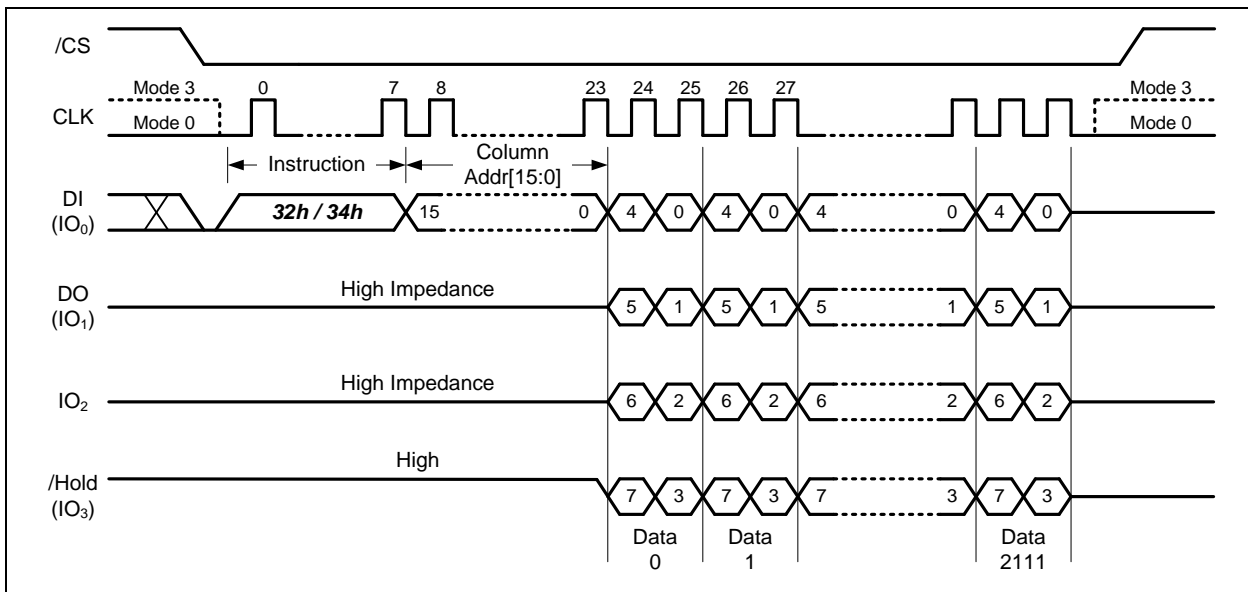 /CS
Mode 3 0 7 8 23 24 25 26 27 Mode 3
CLK
Mode 0 Mode 0
Instruction Column
Addr[15:0]
DI
(IO₀)
32h / 34h 15 0 4 0 4 0 4 0 4 0
High Impedance
DO
(IO₁)
5 1 5 1 5 1 5 1
High Impedance
IO₂ 6 2 6 2 6 2 6 2
High
/Hold
(IO₃)
7 3 7 3 7 3 7 3
Data Data Data
0 1 2111